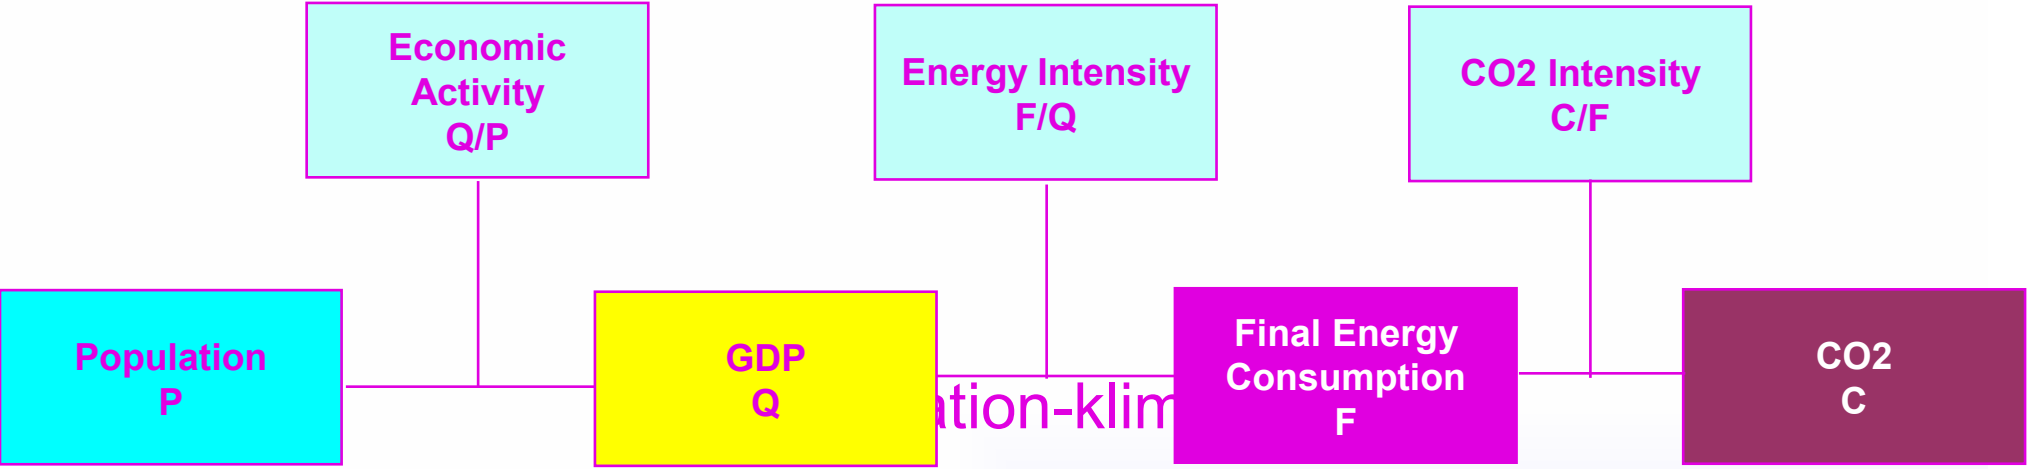 Economic
Activity
Q/P
Energy Intensity
F/Q
CO2 Intensity
C/F
Population
P
GDP
Q
ation-klim
Final Energy
Consumption
F
CO2
C